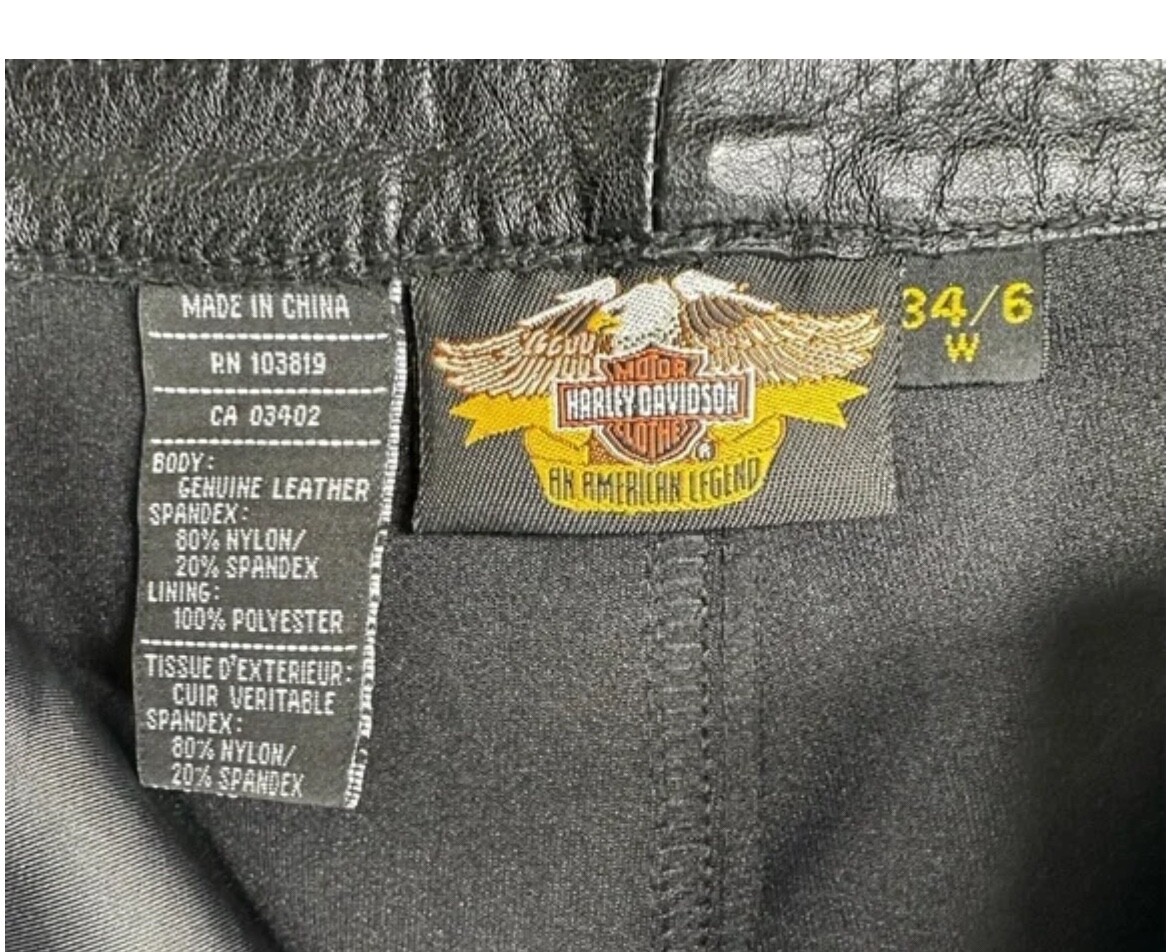 MADE IN CHINA
RN 103819
CA 03402
BODY:
GENUINE LEATHER
SPANDEX:
80% NYLON/
20% SPANDEX
LINING:
100% POLYESTER
TISSUE D'EXTERIEUR:
CUIR VERITABLE
SPANDEX:
80% NYLON/
20% SPANDEX
MOTOR
HARLEY-DAVIDSON
CLOTHES
®
AN AMERICAN LEGEND
34/6
W